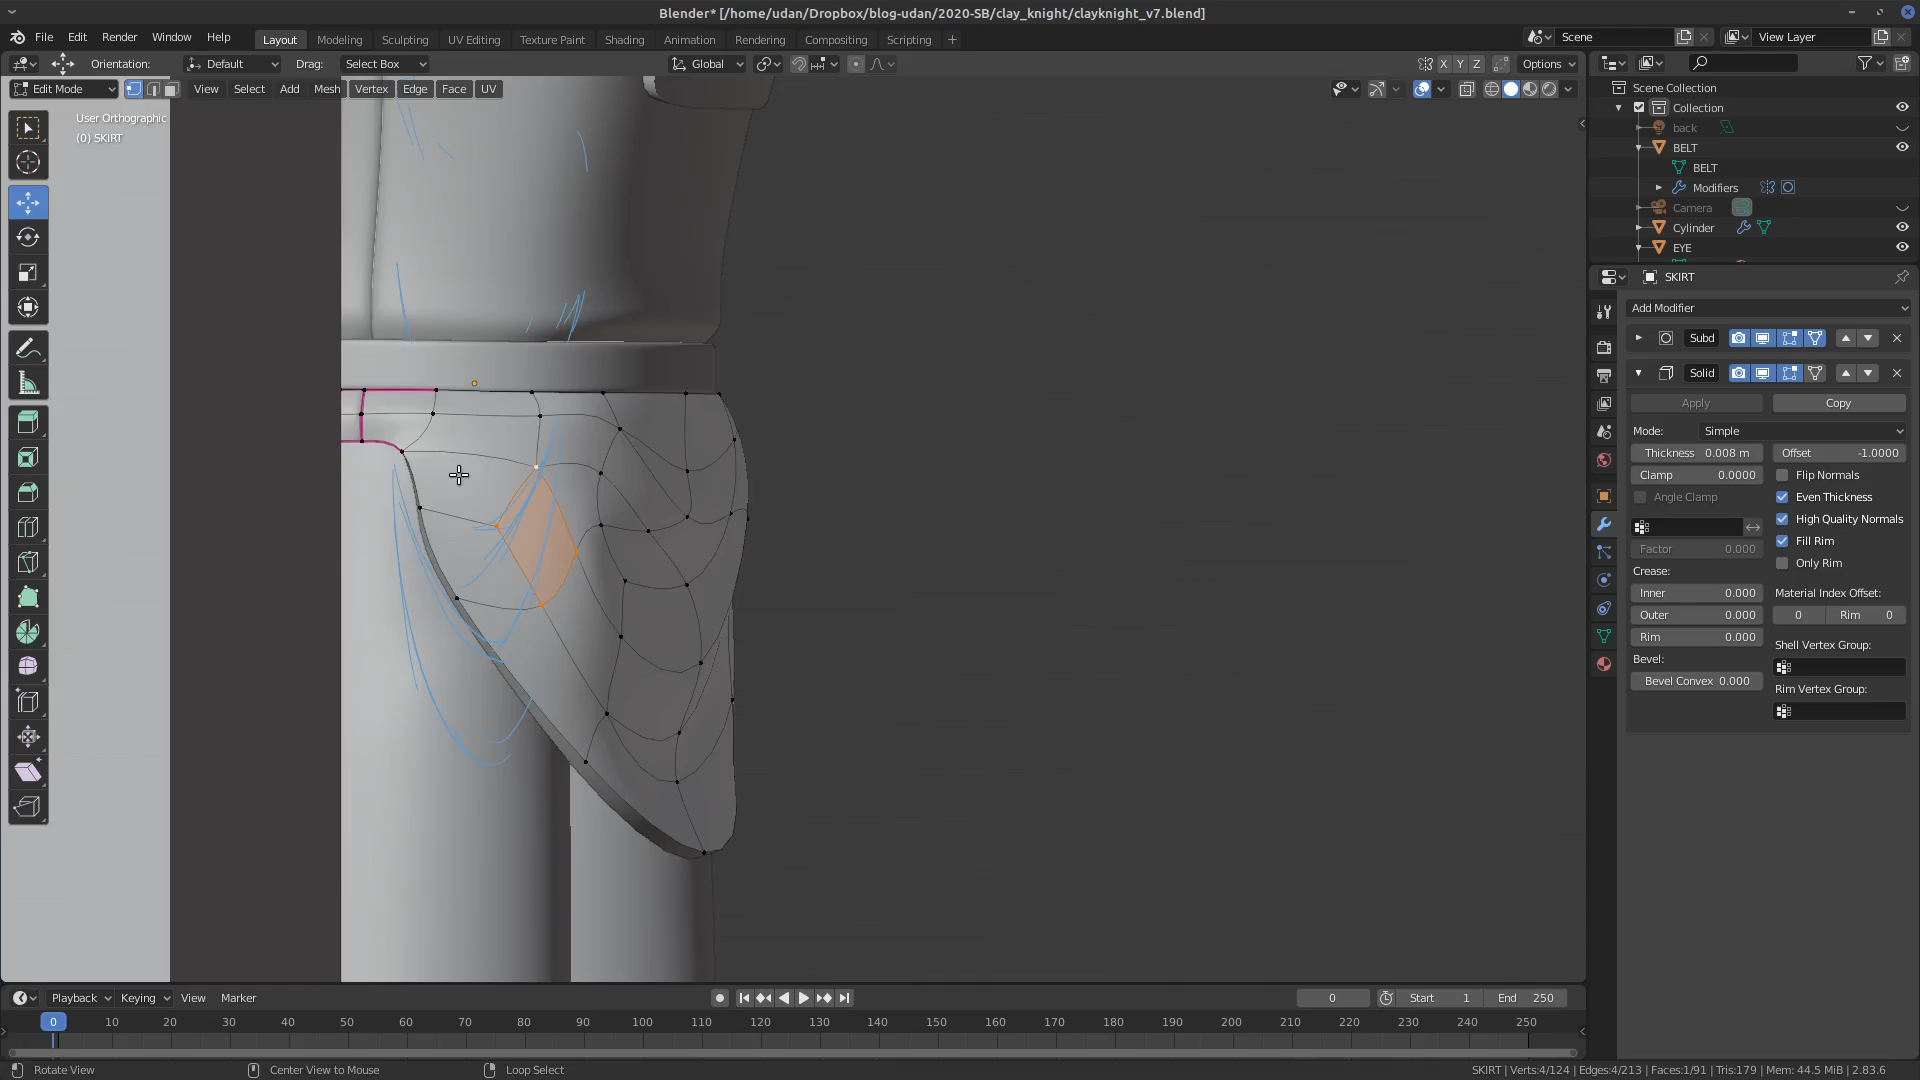 Blender* [/home/udan/Dropbox/blog-udan/2020-SB/clay_knight/clayknight_v7.blend]
File Edit Render Window Help Layout Modeling Sculpting UV Editing Texture Paint Shading Animation Rendering Compositing Scripting Scene View Layer
Orientation: Default Drag: Select Box Global X Y Z Options
Edit Mode View Select Add Mesh Vertex Edge Face UV
User Orthographic
(0) SKIRT
Scene Collection
Collection
back
BELT
BELT
Modifiers
Camera
Cylinder
EYE
SKIRT
Add Modifier
Subd
Solid
Apply Copy
Mode: Simple
Thickness 0.008 m Offset -1.0000
Clamp 0.0000 Flip Normals
Angle Clamp Even Thickness
High Quality Normals
Factor 0.000 Fill Rim
Crease: Only Rim
Inner 0.000 Material Index Offset:
Outer 0.000 0 Rim 0
Rim 0.000 Shell Vertex Group:
Bevel:
Bevel Convex 0.000 Rim Vertex Group:
Playback Keying View Marker 0 Start 1 End 250
0 10 20 30 40 50 60 70 80 90 100 110 120 130 140 150 160 170 180 190 200 210 220 230 240 250
Rotate View Center View to Mouse Loop Select SKIRT | Verts:4/124 | Edges:4/213 | Faces:1/91 | Tris:179 | Mem: 44.5 MiB | 2.83.6